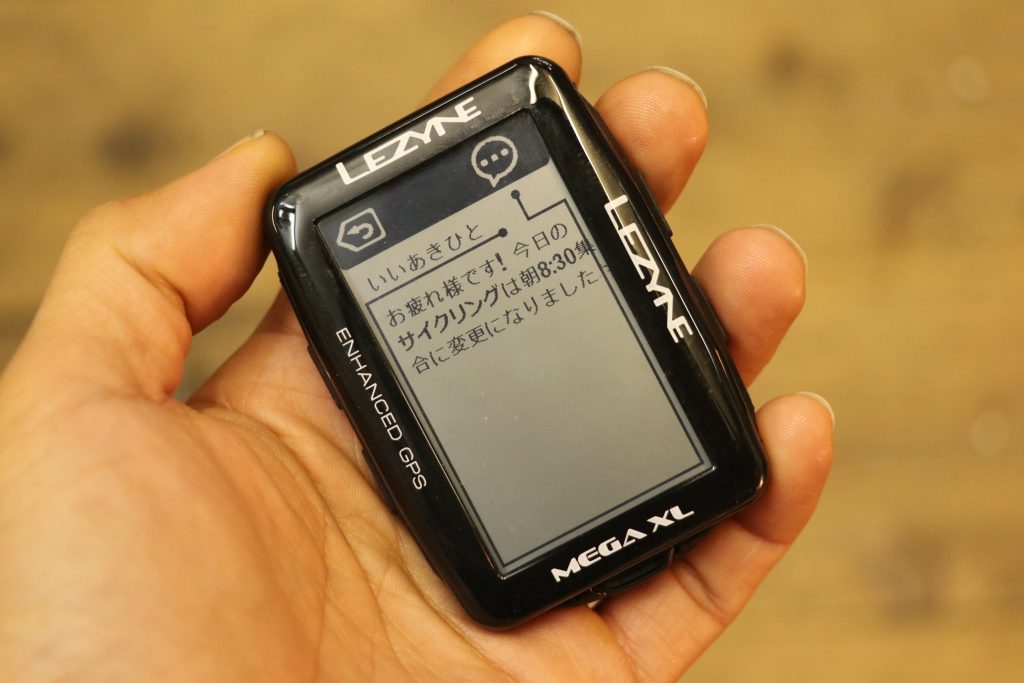 LEZYNE
いいあきひと
お疲れ様です! 今日の
サイクリングは朝8:30集
合に変更になりました
LEZYNE
ENHANCED GPS
MEGA XL